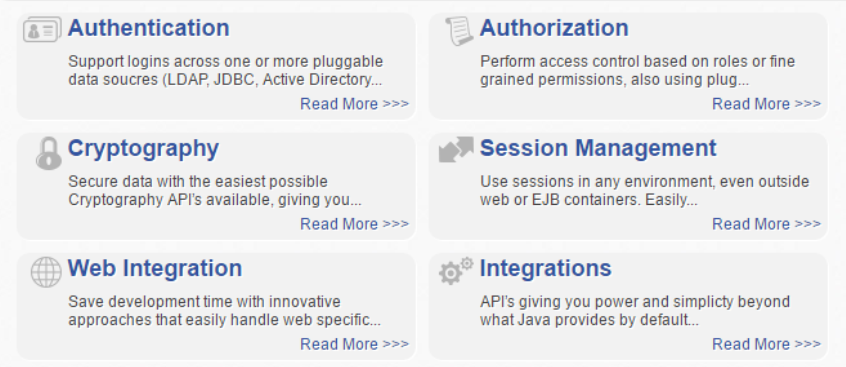 Authentication
Support logins across one or more pluggable
data soucres (LDAP, JDBC, Active Directory...
Read More >>>
Authorization
Perform access control based on roles or fine
grained permissions, also using plug...
Read More >>>
Cryptography
Secure data with the easiest possible
Cryptography API's available, giving you...
Read More >>>
Session Management
Use sessions in any environment, even outside
web or EJB containers. Easily...
Read More >>>
Web Integration
Save development time with innovative
approaches that easily handle web specific...
Read More >>>
Integrations
API's giving you power and simplicty beyond
what Java provides by default...
Read More >>>